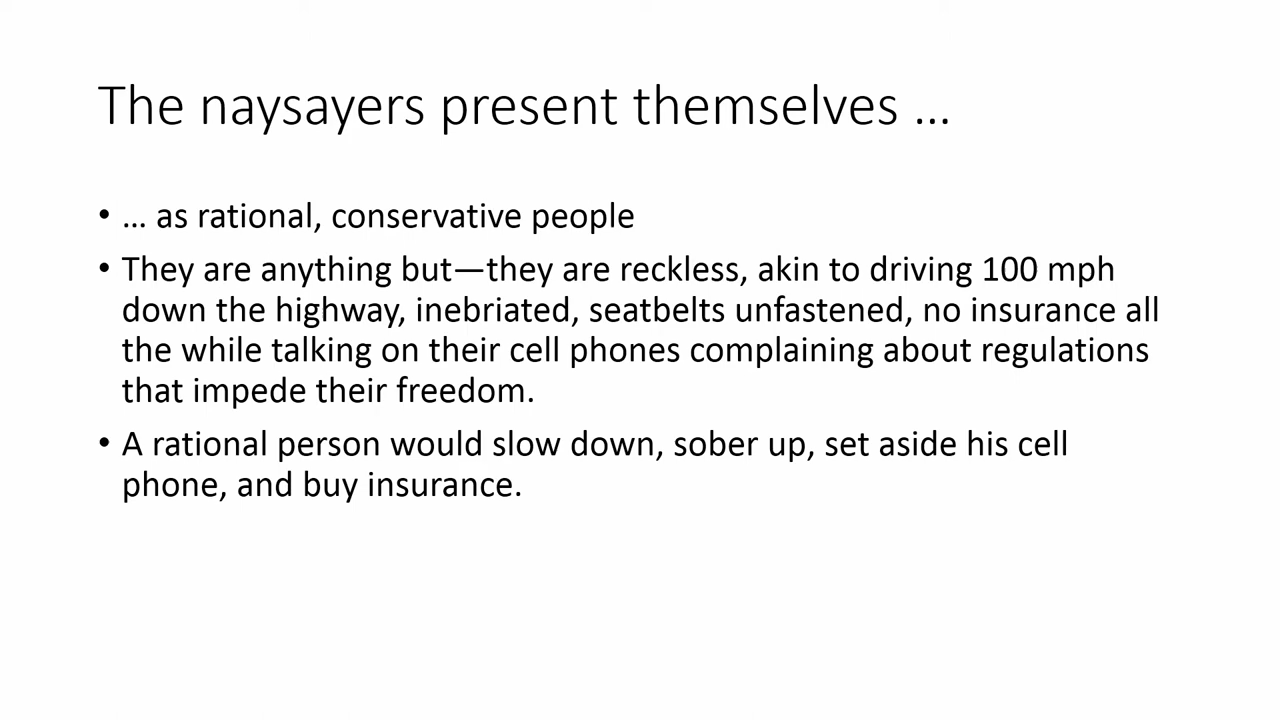 The naysayers present themselves …
• … as rational, conservative people
• They are anything but—they are reckless, akin to driving 100 mph
down the highway, inebriated, seatbelts unfastened, no insurance all
the while talking on their cell phones complaining about regulations
that impede their freedom.
• A rational person would slow down, sober up, set aside his cell
phone, and buy insurance.